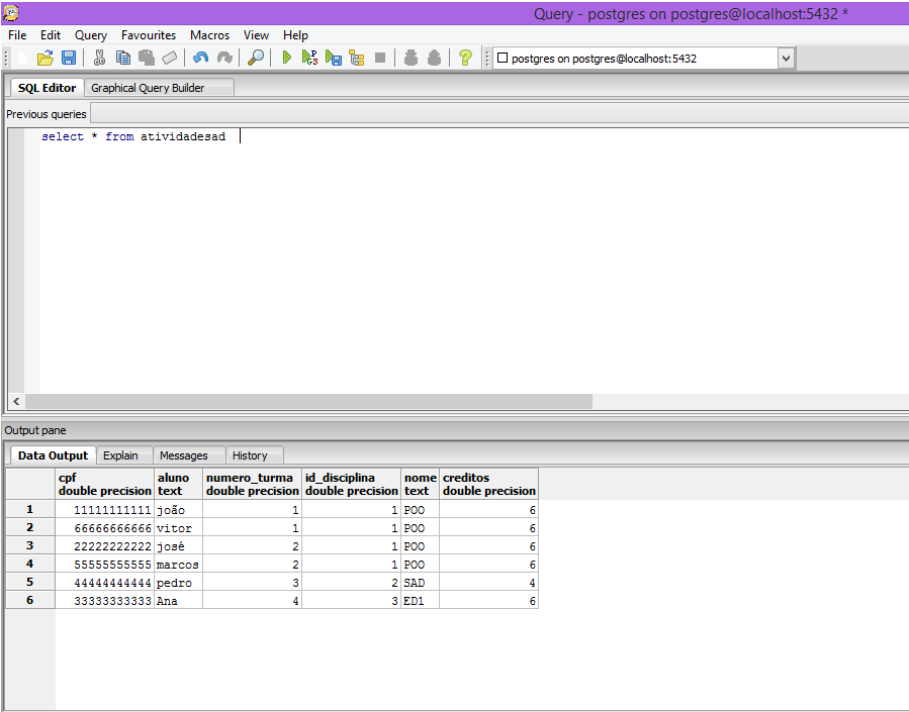 Query - postgres on postgres@localhost:5432 *
File Edit Query Favourites Macros View Help
postgres on postgres@localhost:5432
SQL Editor Graphical Query Builder
Previous queries
select * from atividadesad
Output pane
Data Output Explain Messages History
cpf aluno numero_turma id_disciplina nome creditos
double precision text double precision double precision text double precision
1 11111111111 joão 1 1 POO 6
2 66666666666 vitor 1 1 POO 6
3 22222222222 josé 2 1 POO 6
4 55555555555 marcos 2 1 POO 6
5 44444444444 pedro 3 2 SAD 4
6 33333333333 Ana 4 3 ED1 6